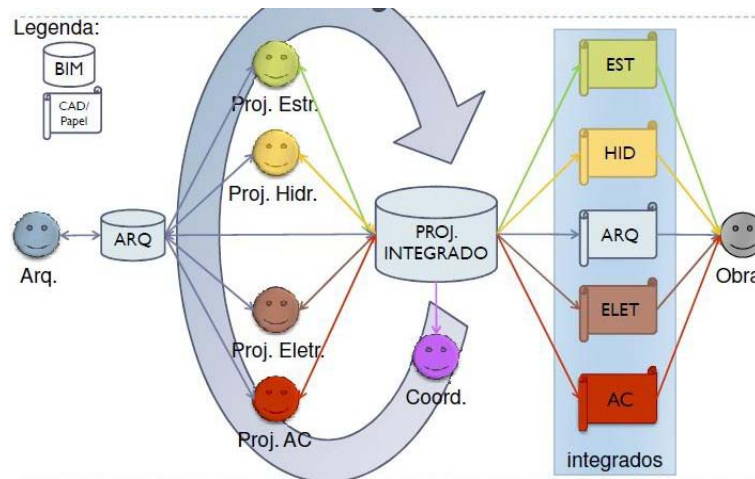 Legenda:
BIM
CAD/
Papel
Proj. Estr.
Proj. Hidr.
Arq.
ARQ
PROJ.
INTEGRADO
Proj. Eletr.
Proj. AC
Coord.
EST
HID
ARQ
ELET
AC
integrados
Obra